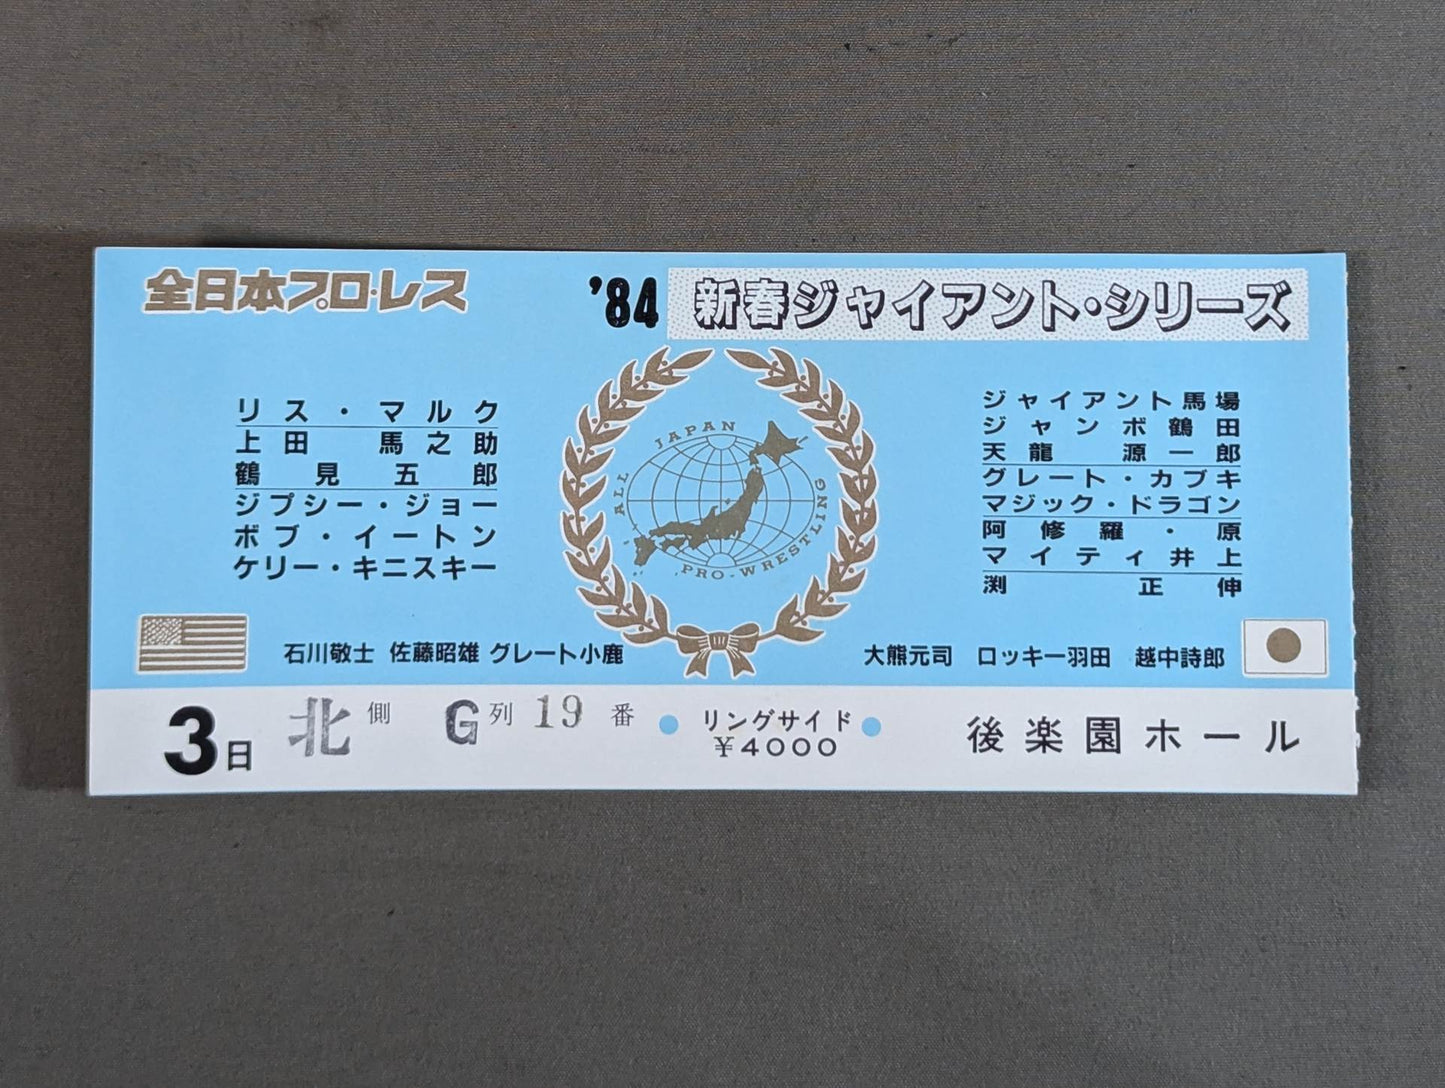 全日本プロ・レス
'84 新春ジャイアント・シリーズ
リス・マルク
上田 馬之助
鶴見五郎
ジプシー・ジョー
ボブ・イートン
ケリー・キニスキー
ALL JAPAN PRO-WRESTLING
ジャイアント馬場
ジャンボ鶴田
天龍 源一郎
グレート・カブキ
マジック・ドラゴン
阿修羅・原
マイティ井上
渕 正伸
石川敬士 佐藤昭雄 グレート小鹿
大熊元司 ロッキー羽田 越中詩郎
3日 北側 G列 19番 ●リングサイド●
¥4000
後楽園ホール